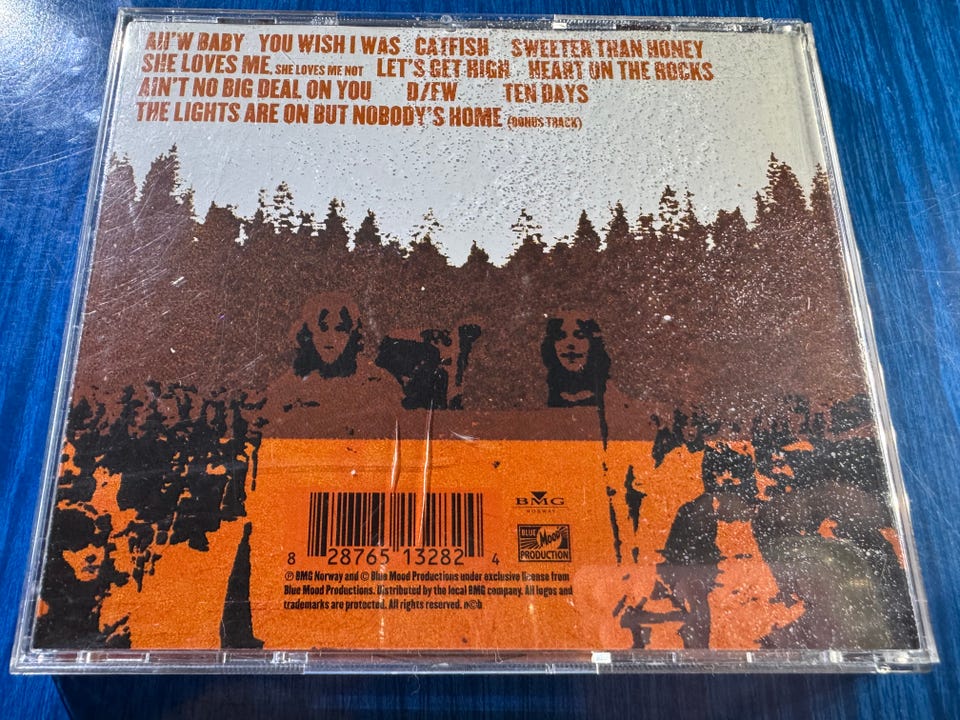 AH'W BABY YOU WISH I WAS CATFISH SWEETER THAN HONEY
SHE LOVES ME, SHE LOVES ME NOT LET'S GET HIGH HEART ON THE ROCKS
AIN'T NO BIG DEAL ON YOU D/FW TEN DAYS
THE LIGHTS ARE ON BUT NOBODY'S HOME (BONUS TRACK)
BMG
NORWAY
BLUE Mood
PRODUCTION
8 28765 13282 4
℗ BMG Norway and © Blue Mood Productions under exclusive license from
Blue Mood Productions. Distributed by the local BMG company. All logos and
trademarks are protected. All rights reserved. n©b